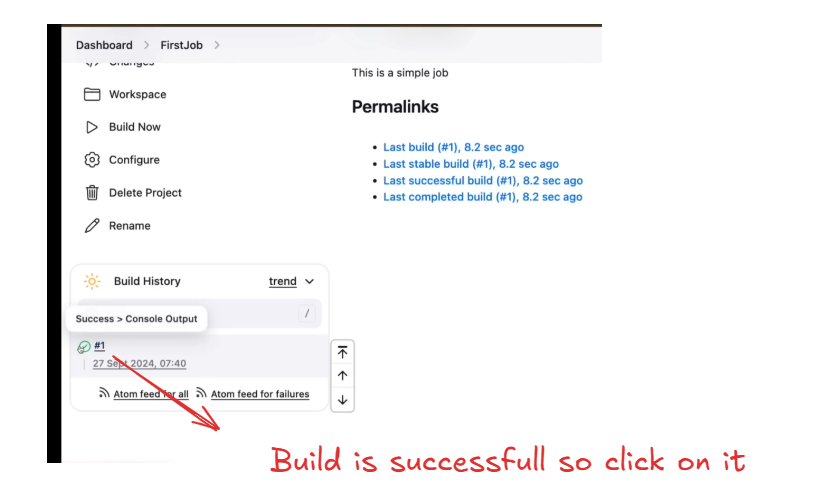 Dashboard > FirstJob >
Changes
Workspace
Build Now
Configure
Delete Project
Rename
This is a simple job
Permalinks
• Last build (#1), 8.2 sec ago
• Last stable build (#1), 8.2 sec ago
• Last successful build (#1), 8.2 sec ago
• Last completed build (#1), 8.2 sec ago
Build History trend
/
Success > Console Output
#1
27 Sept 2024, 07:40
Atom feed for all Atom feed for failures
Build is successfull so click on it